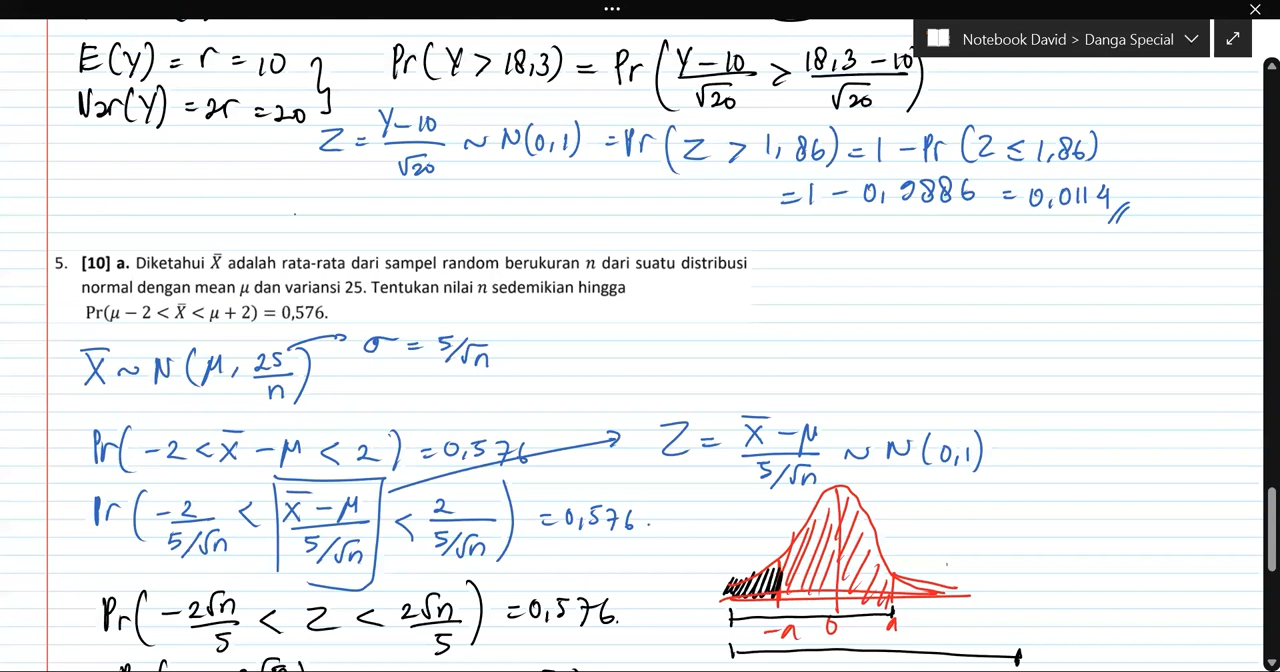 Notebook David > Danga Special
E(Y) = r = 10
Var(Y) = 2r = 20
Pr(Y > 18,3) = Pr( (Y-10)/√20 ≥ (18,3-10)/√20 )
Z = (Y-10)/√20 ~ N(0,1) = Pr(Z > 1,86) = 1 - Pr(Z ≤ 1,86)
= 1 - 0,9886 = 0,0114 //
5. [10] a. Diketahui X̄ adalah rata-rata dari sampel random berukuran n dari suatu distribusi
normal dengan mean μ dan variansi 25. Tentukan nilai n sedemikian hingga
Pr(μ − 2 < X̄ < μ + 2) = 0,576.
X̄ ~ N(μ, 25/n) σ = 5/√n
Pr(-2 < X̄ - μ < 2) = 0,576
Z = (X̄ - μ)/(5/√n) ~ N(0,1)
Pr( -2/(5/√n) < (X̄ - μ)/(5/√n) < 2/(5/√n) ) = 0,576.
Pr( -2√n/5 < Z < 2√n/5 ) = 0,576.
-a 0 a